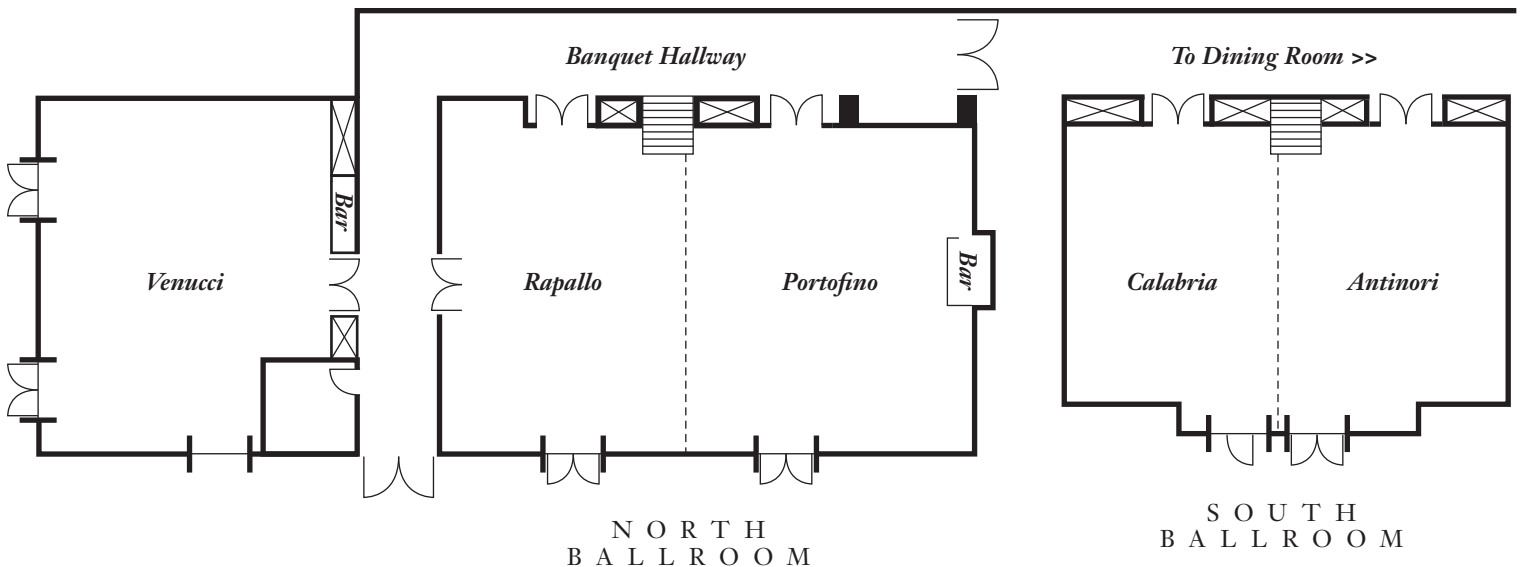 Banquet Hallway
To Dining Room >>
Bar
Venucci
Rapallo
Portofino
Bar
Calabria
Antinori
NORTH
BALLROOM
SOUTH
BALLROOM